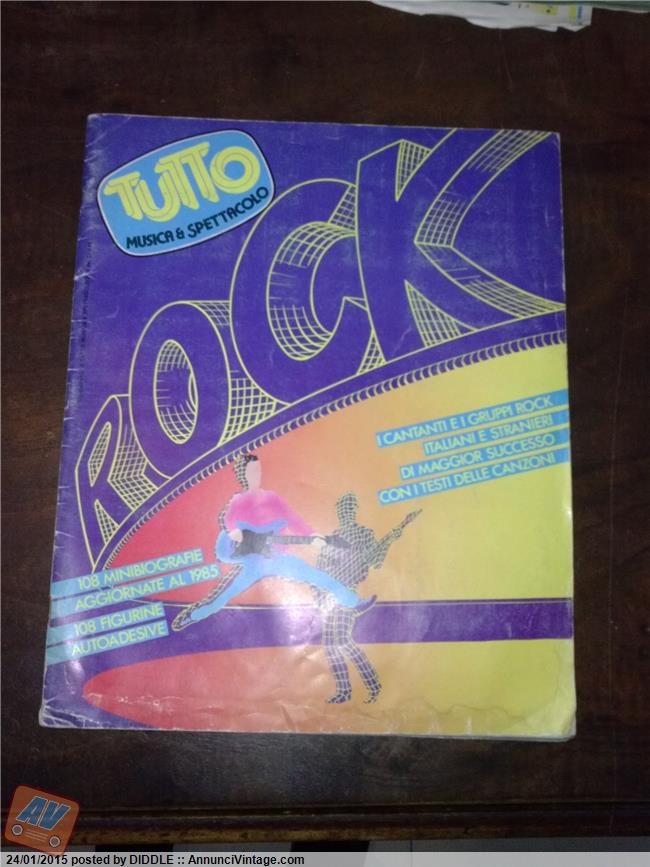 TUTTO
MUSICA & SPETTACOLO
ROCK
I CANTANTI E I GRUPPI ROCK
ITALIANI E STRANIERI
DI MAGGIOR SUCCESSO
CON I TESTI DELLE CANZONI
108 MINIBIOGRAFIE
AGGIORNATE AL 1985
108 FIGURINE
AUTOADESIVE
AV
24/01/2015 posted by DIDDLE :: AnnunciVintage.com